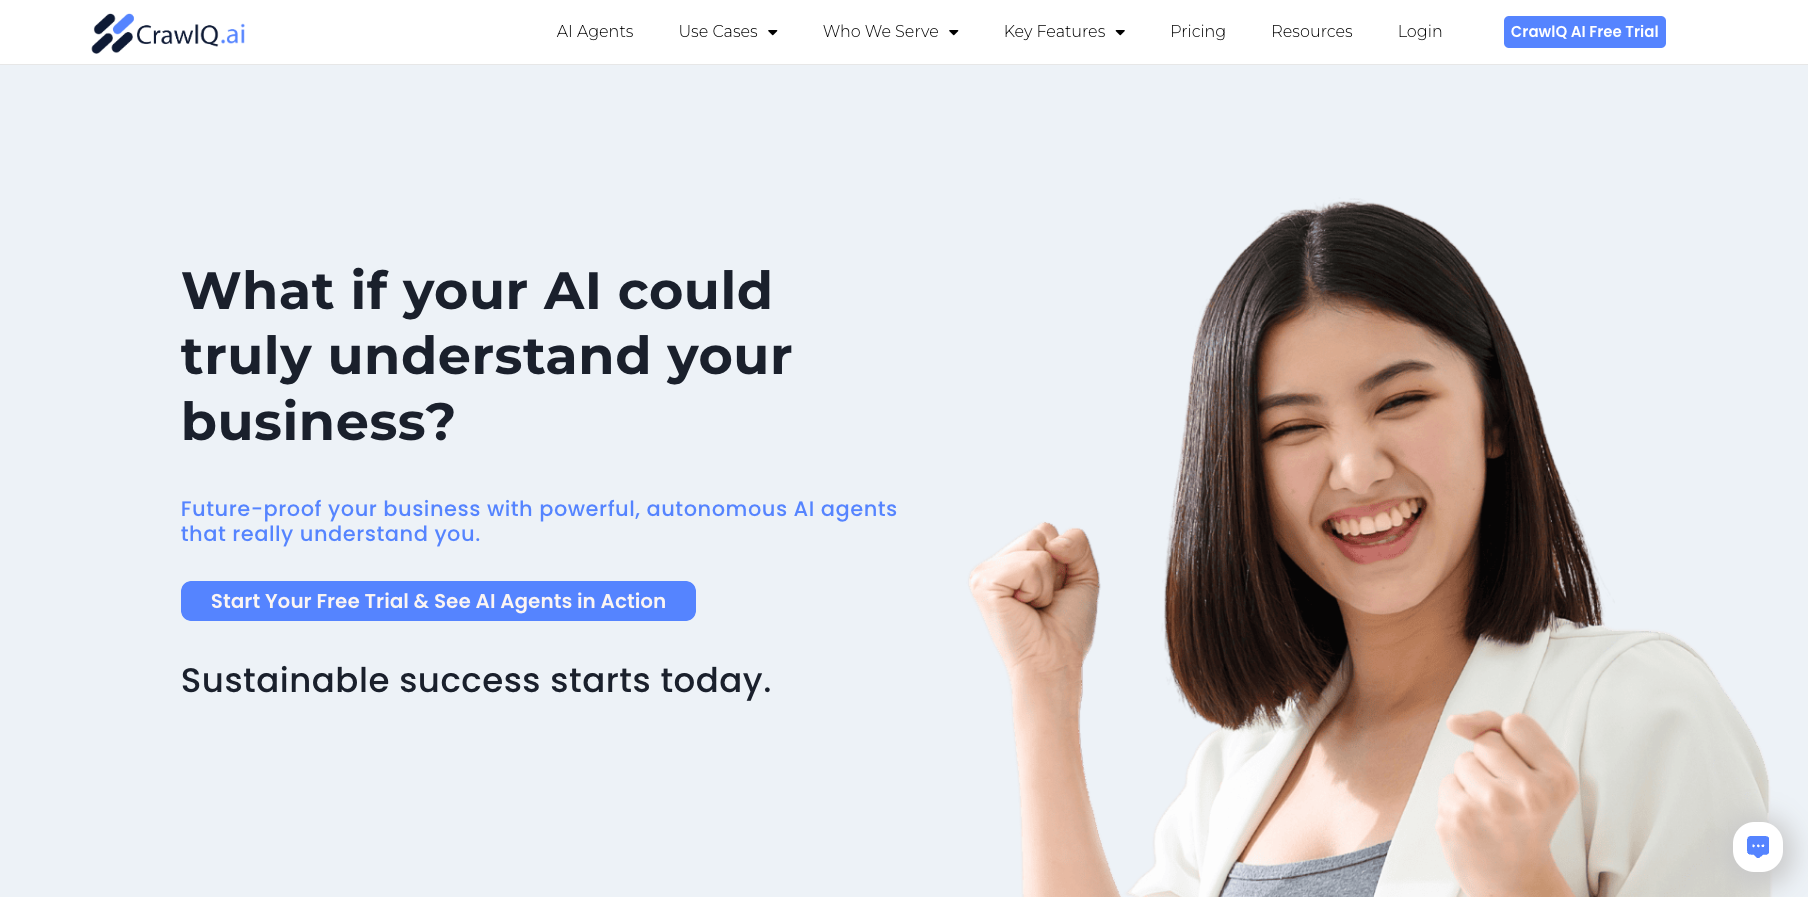 CrawlQ.ai
AI Agents
Use Cases
Who We Serve
Key Features
Pricing
Resources
Login
CrawlQ AI Free Trial
What if your AI could
truly understand your
business?
Future-proof your business with powerful, autonomous AI agents
that really understand you.
Start Your Free Trial & See AI Agents in Action
Sustainable success starts today.